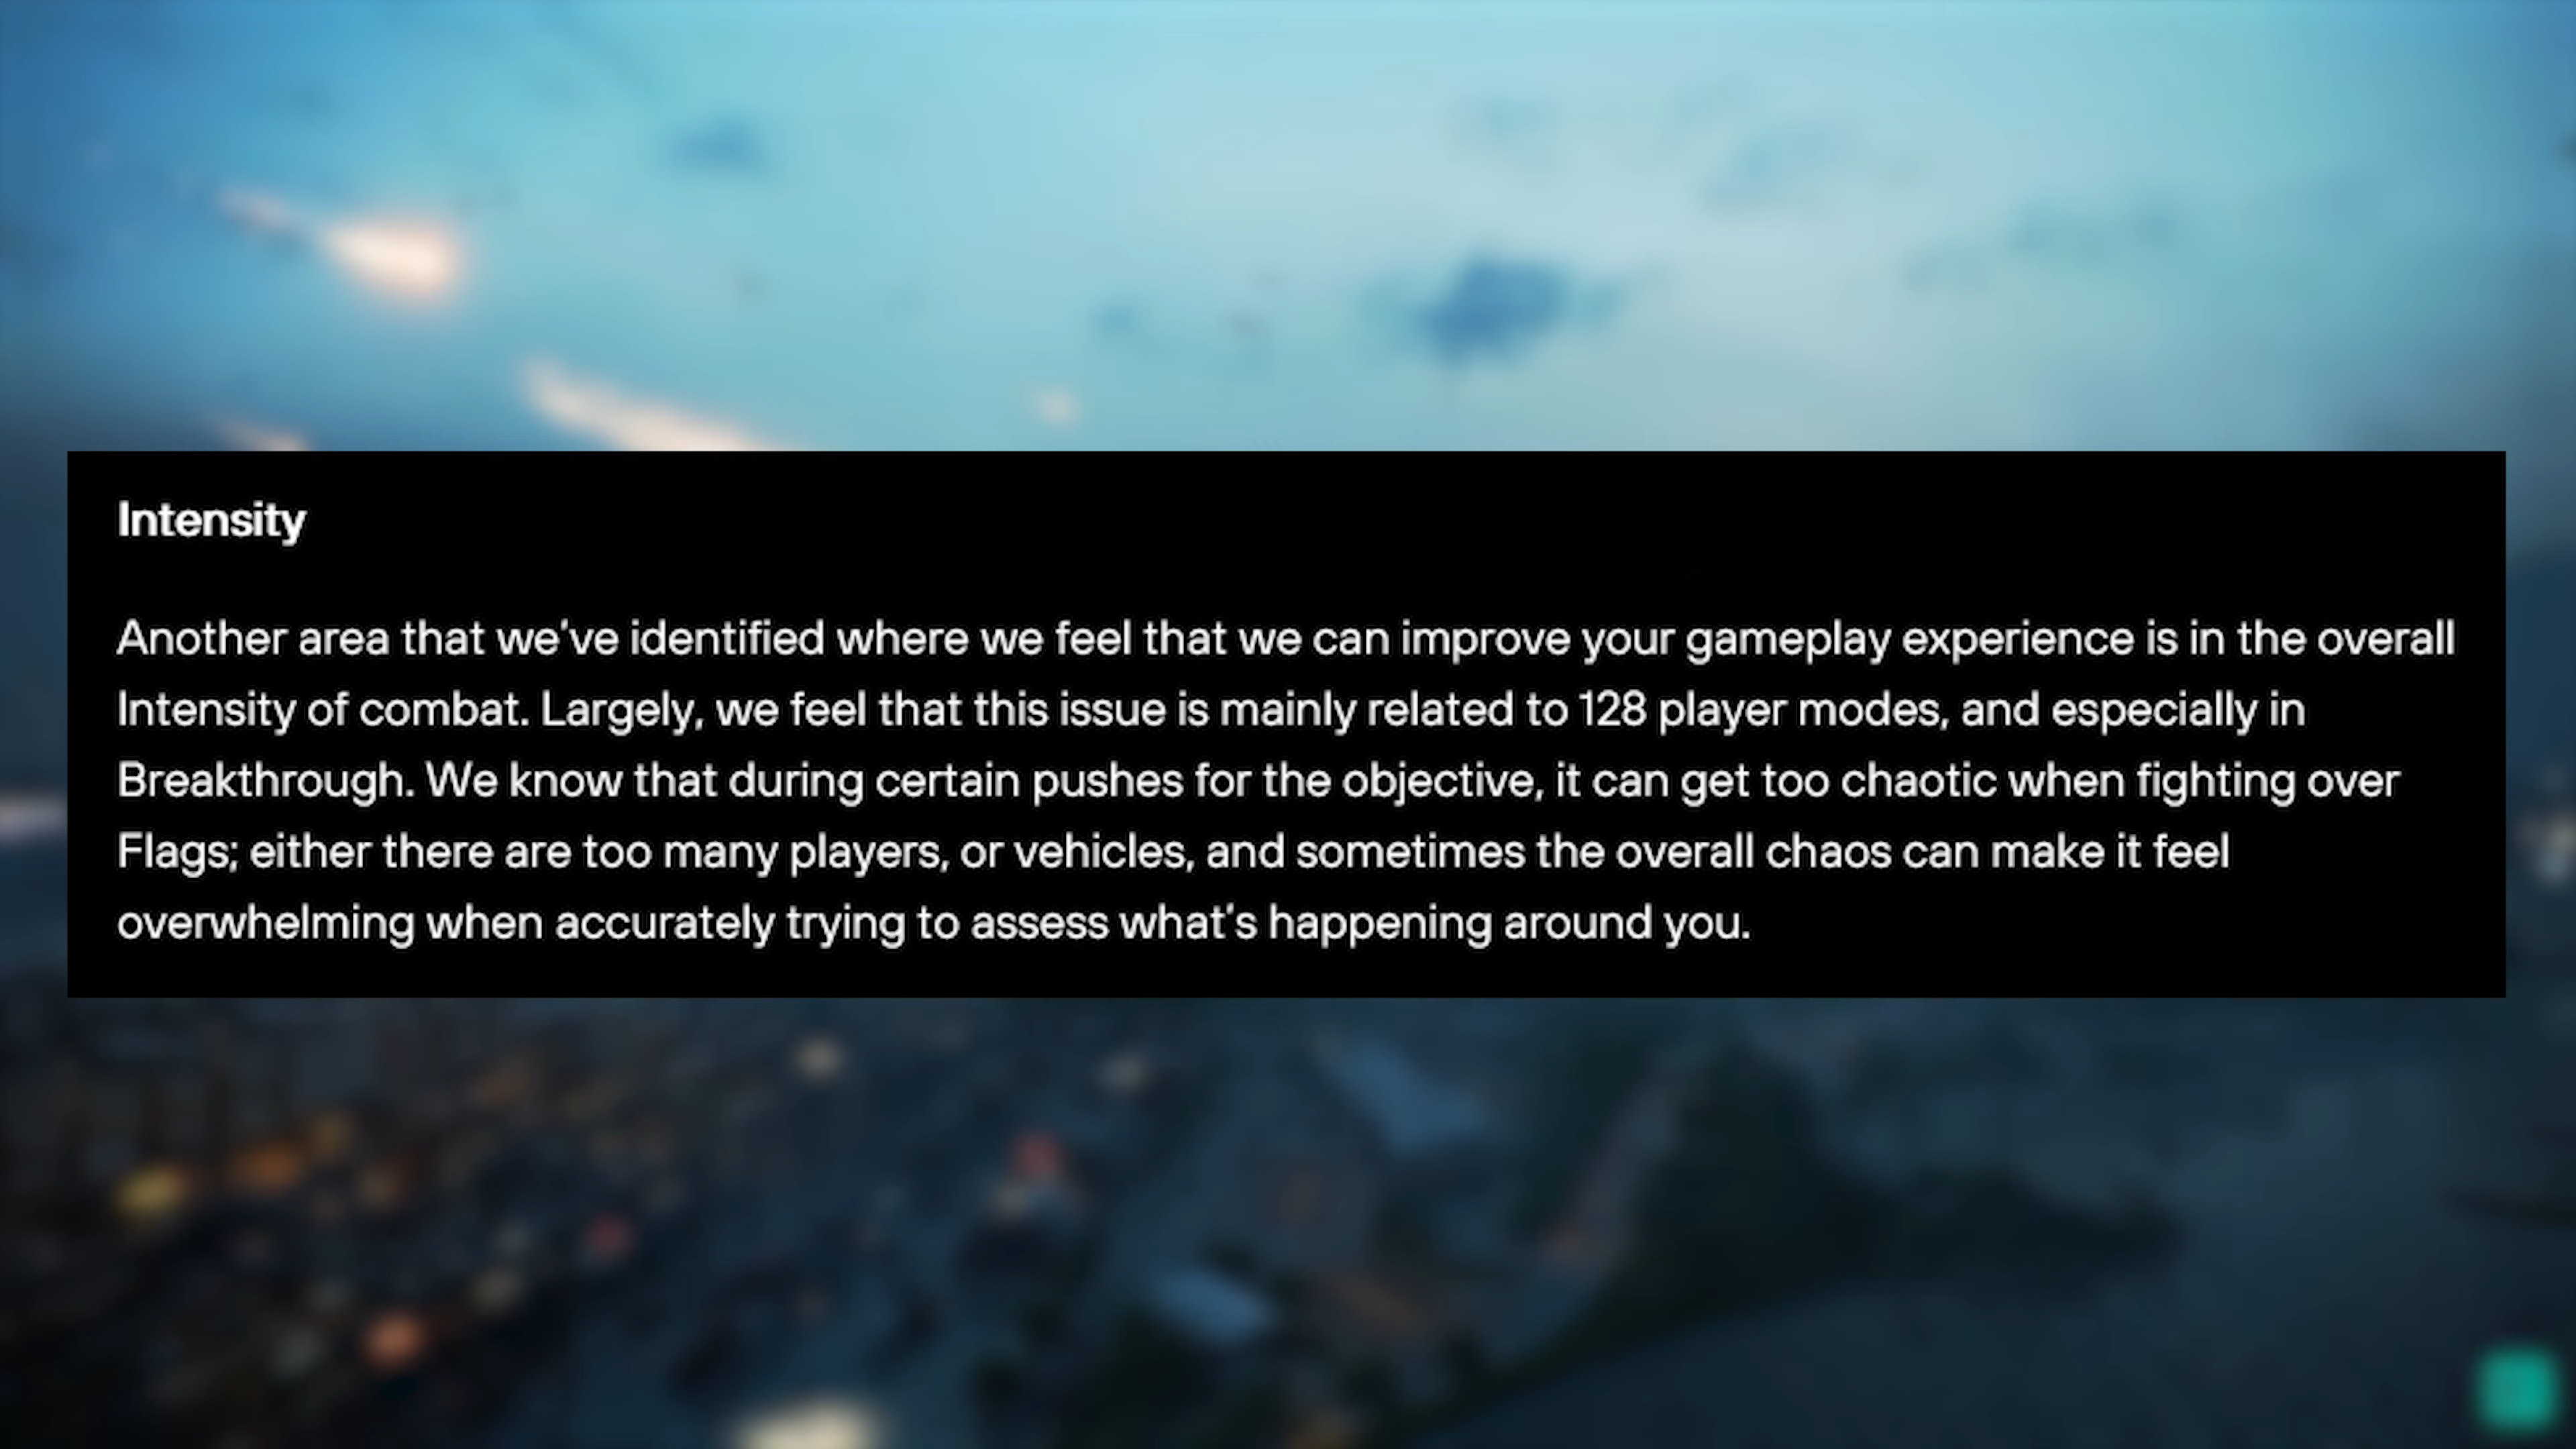 Intensity
Another area that we've identified where we feel that we can improve your gameplay experience is in the overall
Intensity of combat. Largely, we feel that this issue is mainly related to 128 player modes, and especially in
Breakthrough. We know that during certain pushes for the objective, it can get too chaotic when fighting over
Flags; either there are too many players, or vehicles, and sometimes the overall chaos can make it feel
overwhelming when accurately trying to assess what's happening around you.